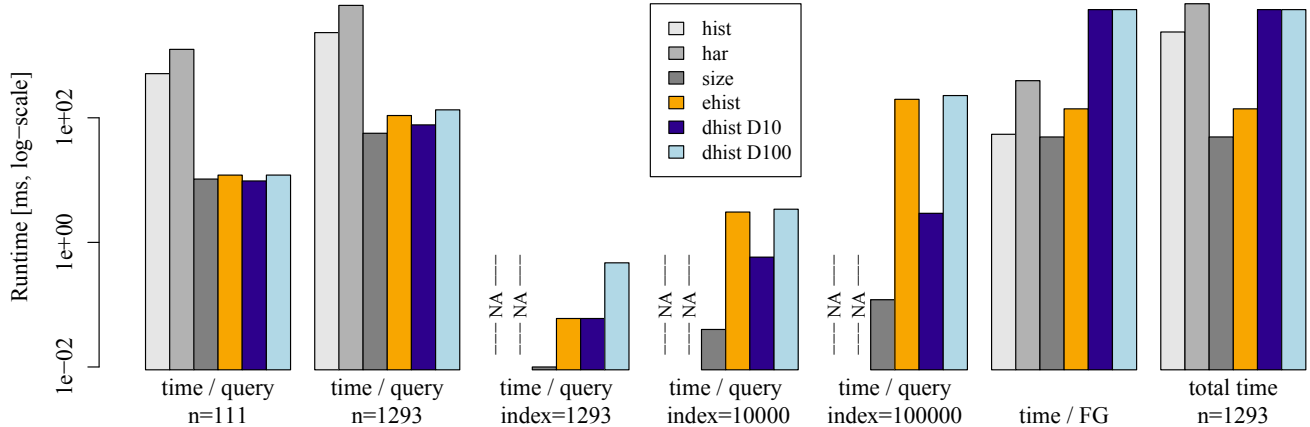 Runtime [ms, log−scale]
1e+02
1e+00
1e−02
hist
har
size
ehist
dhist D10
dhist D100
−−− NA −−
−−− NA −−
−−− NA −−
−−− NA −−
−−− NA −−
−−− NA −−
time / query
n=111
time / query
n=1293
time / query
index=1293
time / query
index=10000
time / query
index=100000
time / FG
total time
n=1293